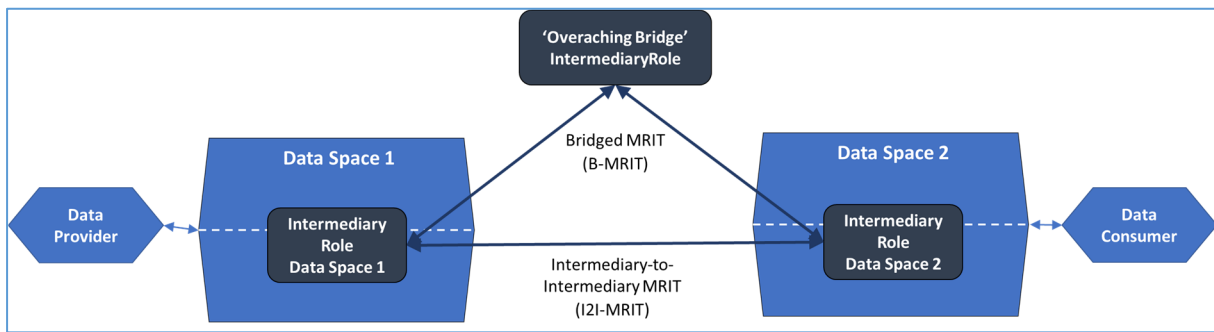 ‘Overaching Bridge’
IntermediaryRole
Bridged MRIT
(B-MRIT)
Data Space 1
Data Space 2
Data
Provider
Intermediary
Role
Data Space 1
Intermediary
Role
Data Space 2
Data
Consumer
Intermediary-to-
Intermediary MRIT
(I2I-MRIT)